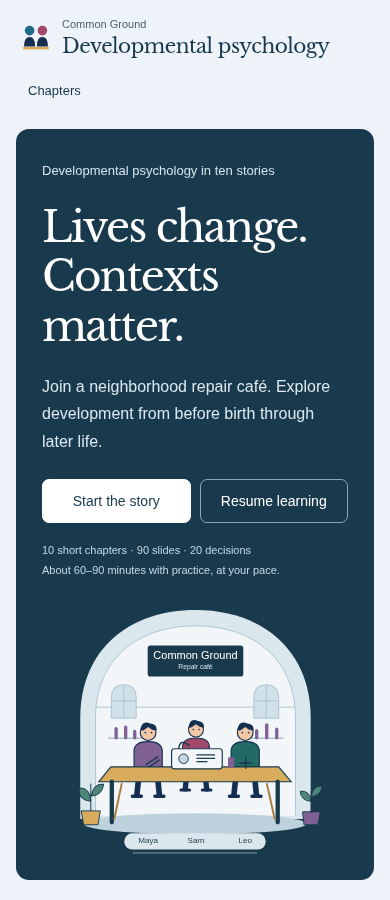 Common Ground
Developmental psychology
Chapters
Developmental psychology in ten stories
Lives change.
Contexts
matter.
Join a neighborhood repair café. Explore
development from before birth through
later life.
Start the story
Resume learning
10 short chapters · 90 slides · 20 decisions
About 60–90 minutes with practice, at your pace.
Common Ground
Repair café
Maya Sam Leo